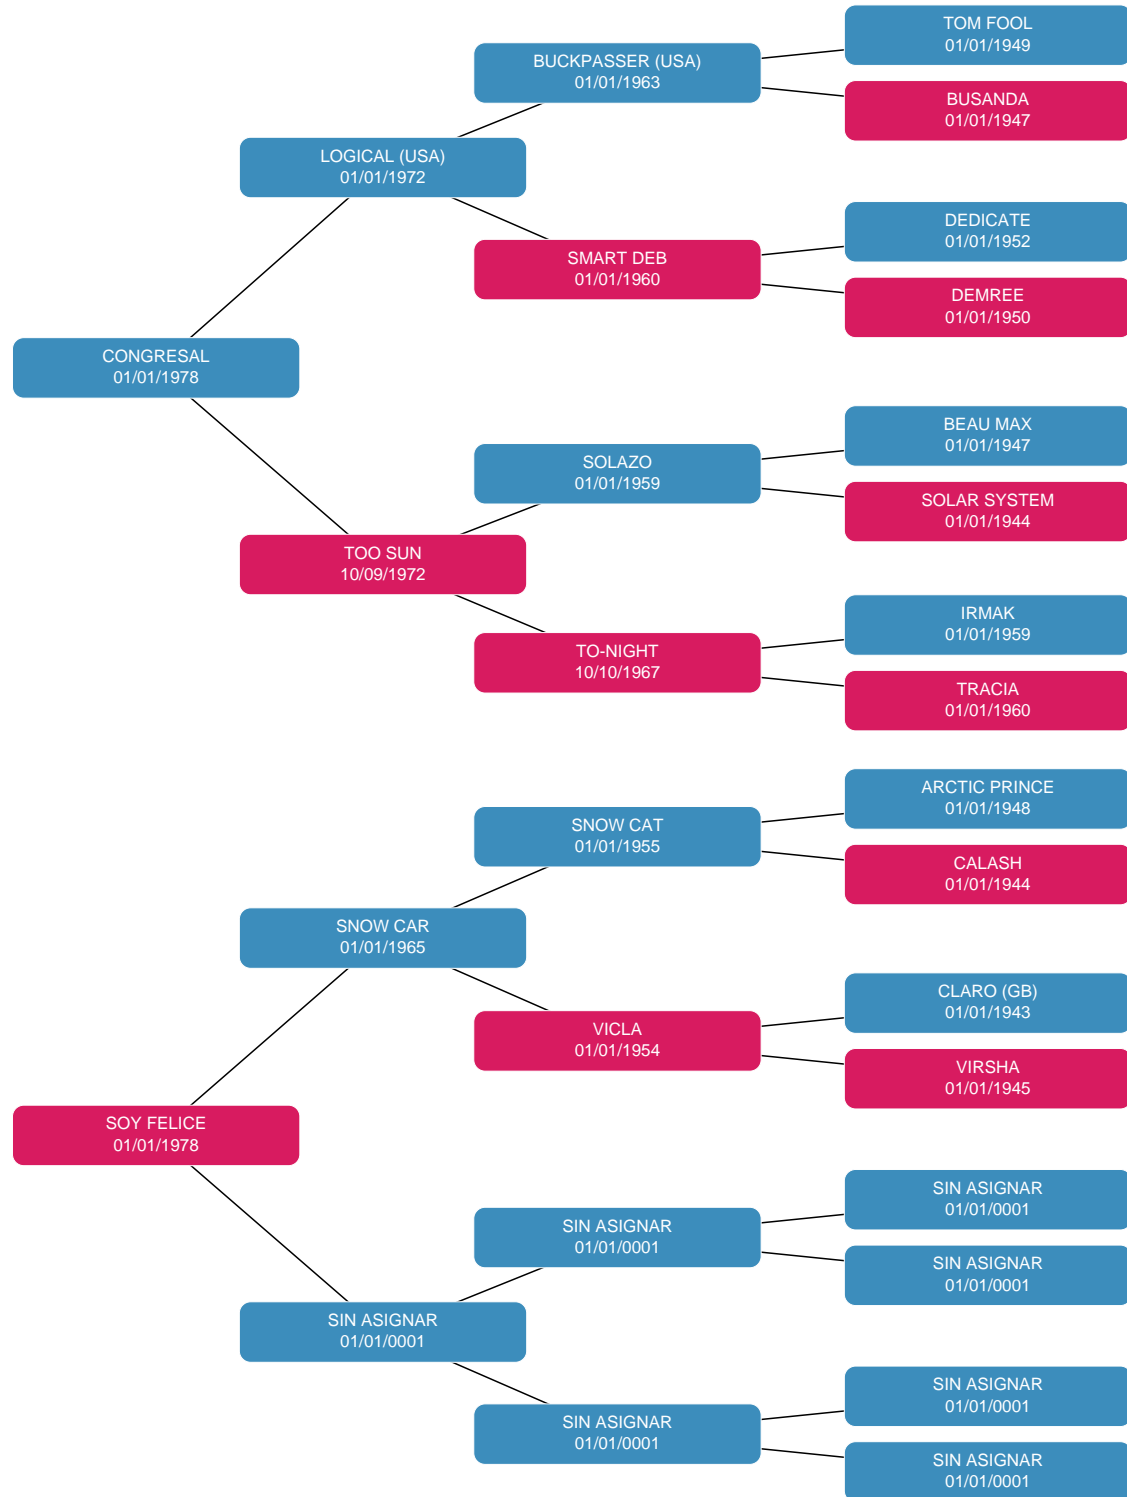 TOM FOOL
01/01/1949
BUCKPASSER (USA)
01/01/1963
BUSANDA
01/01/1947
LOGICAL (USA)
01/01/1972
DEDICATE
01/01/1952
SMART DEB
01/01/1960
DEMREE
01/01/1950
CONGRESAL
01/01/1978
BEAU MAX
01/01/1947
SOLAZO
01/01/1959
SOLAR SYSTEM
01/01/1944
TOO SUN
10/09/1972
IRMAK
01/01/1959
TO-NIGHT
10/10/1967
TRACIA
01/01/1960
ARCTIC PRINCE
01/01/1948
SNOW CAT
01/01/1955
CALASH
01/01/1944
SNOW CAR
01/01/1965
CLARO (GB)
01/01/1943
VICLA
01/01/1954
VIRSHA
01/01/1945
SOY FELICE
01/01/1978
SIN ASIGNAR
01/01/0001
SIN ASIGNAR
01/01/0001
SIN ASIGNAR
01/01/0001
SIN ASIGNAR
01/01/0001
SIN ASIGNAR
01/01/0001
SIN ASIGNAR
01/01/0001
SIN ASIGNAR
01/01/0001